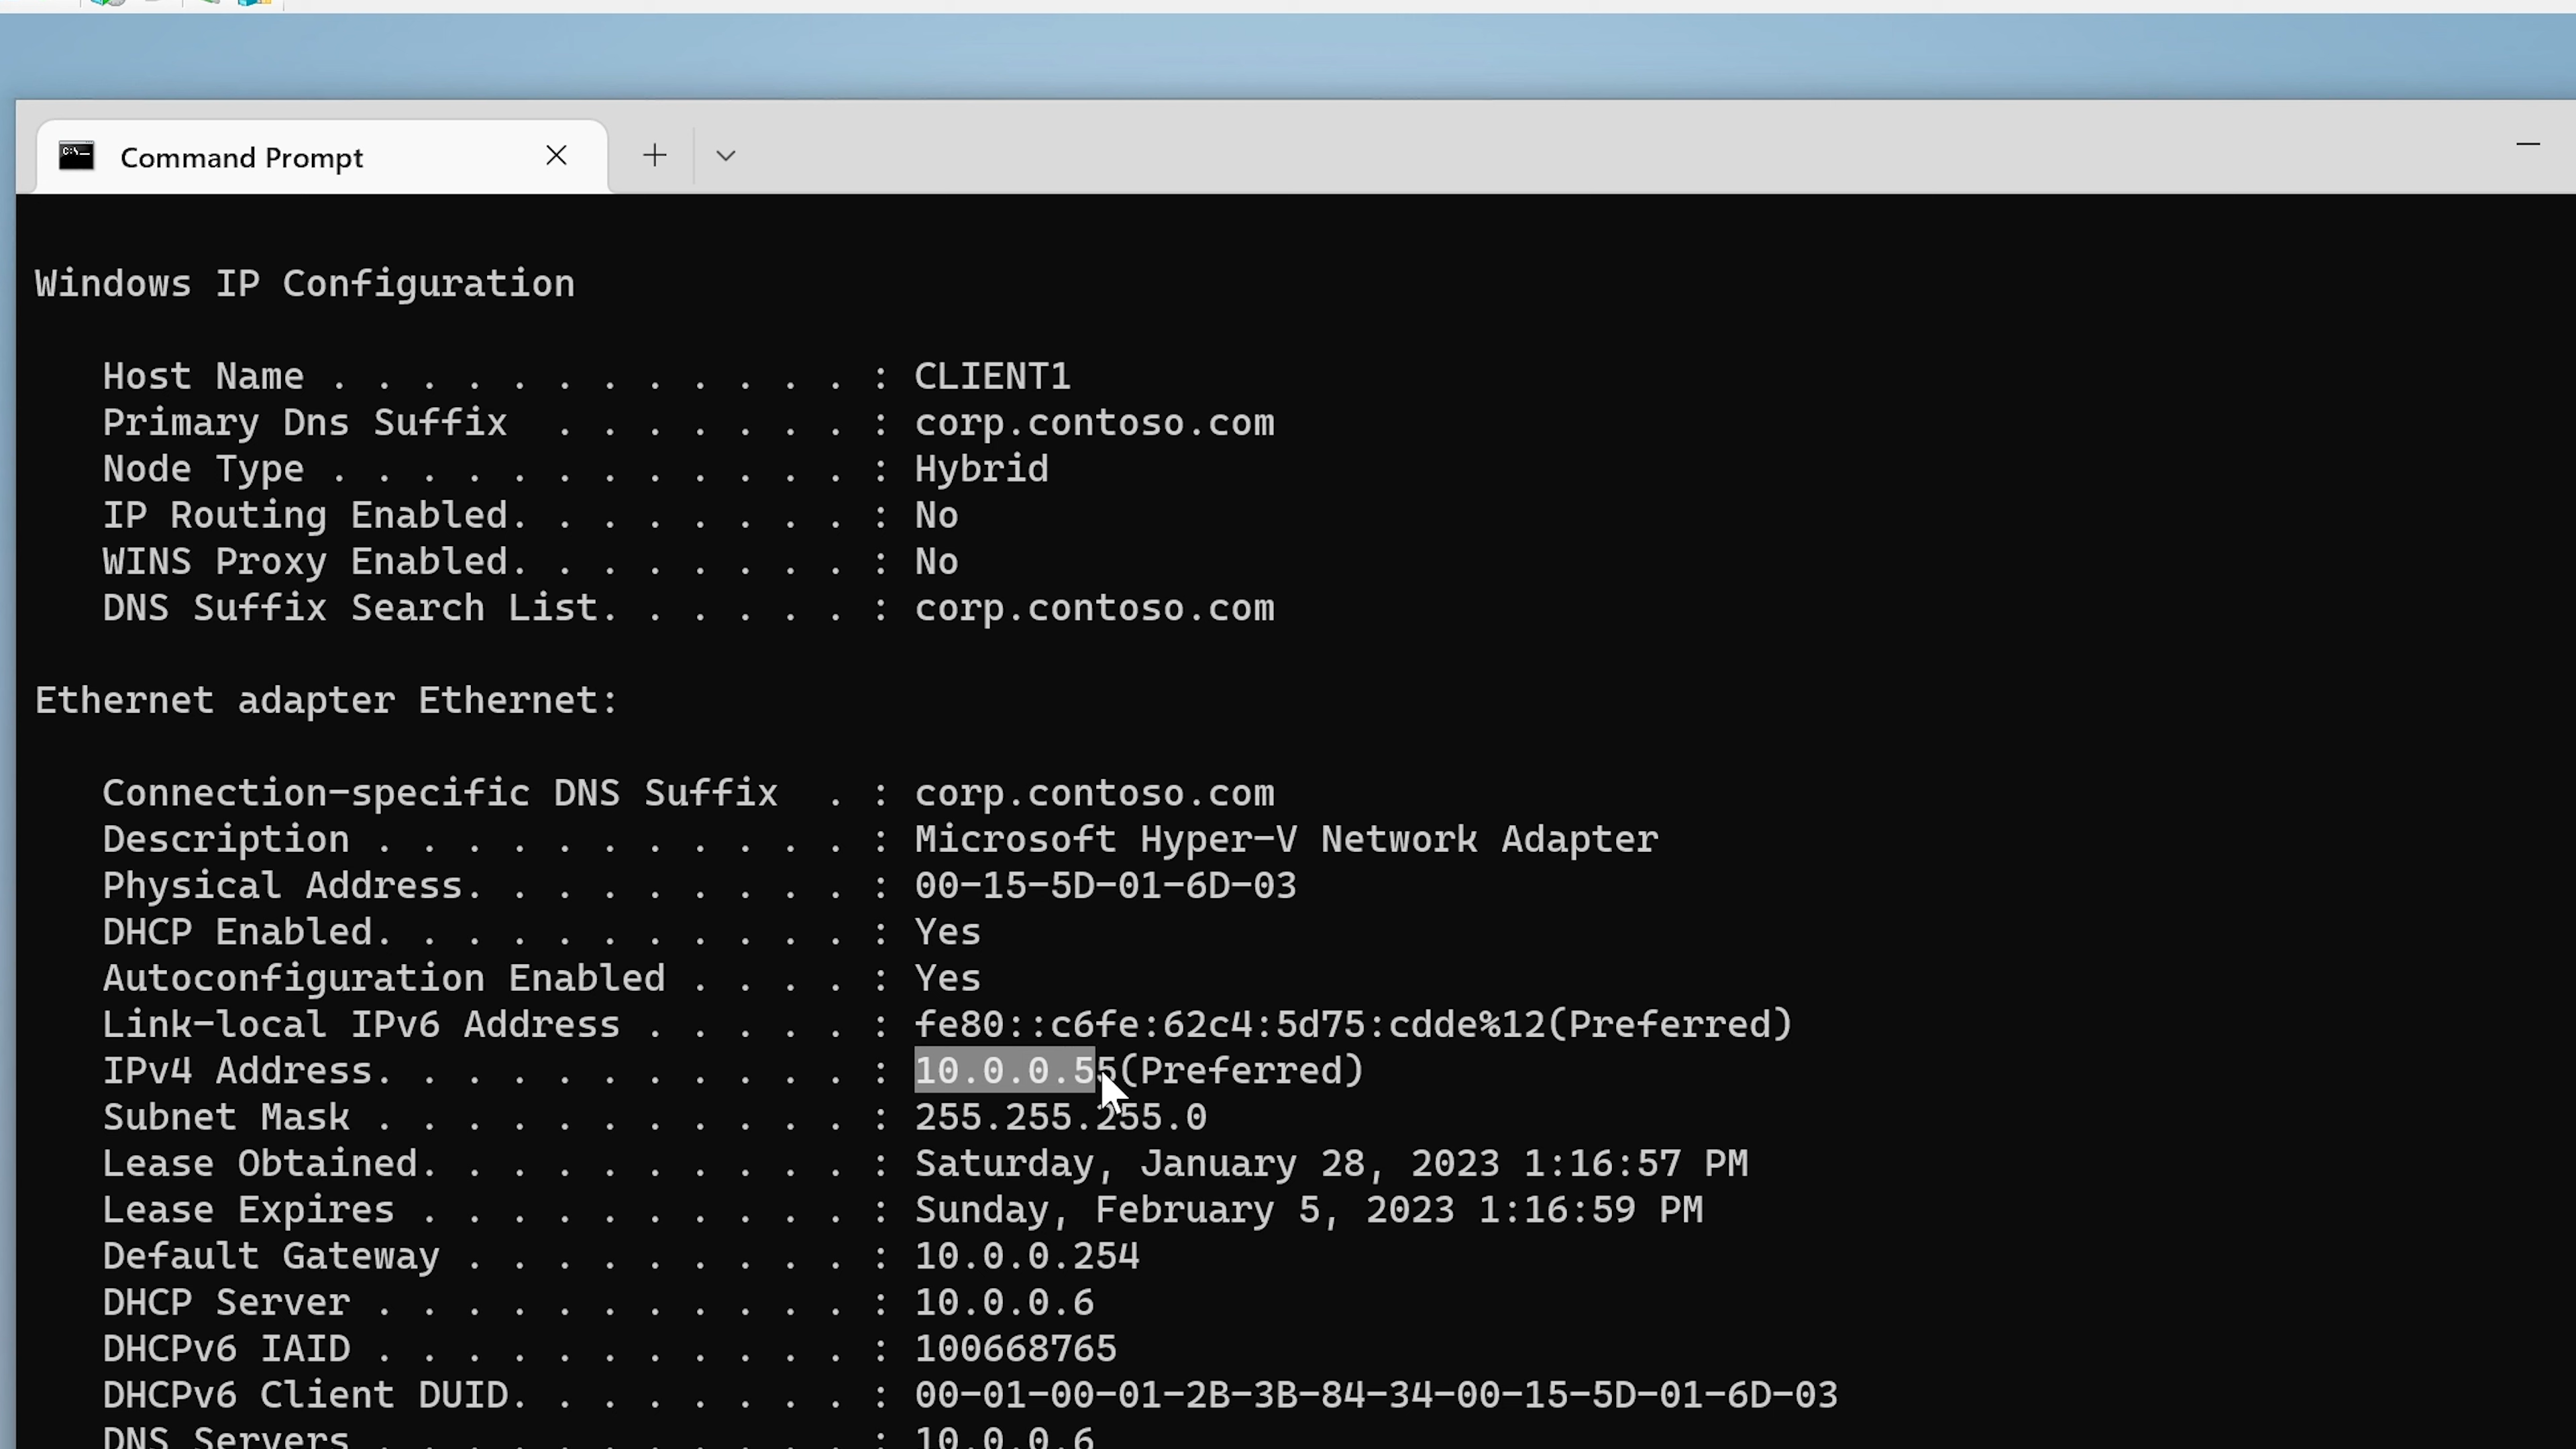 Command Prompt
Windows IP Configuration
Host Name . . . . . . . . . . . . : CLIENT1
Primary Dns Suffix  . . . . . . . : corp.contoso.com
Node Type . . . . . . . . . . . . : Hybrid
IP Routing Enabled. . . . . . . . : No
WINS Proxy Enabled. . . . . . . . : No
DNS Suffix Search List. . . . . . : corp.contoso.com
Ethernet adapter Ethernet:
Connection-specific DNS Suffix  . : corp.contoso.com
Description . . . . . . . . . . . : Microsoft Hyper-V Network Adapter
Physical Address. . . . . . . . . : 00-15-5D-01-6D-03
DHCP Enabled. . . . . . . . . . . : Yes
Autoconfiguration Enabled . . . . : Yes
Link-local IPv6 Address . . . . . : fe80::c6fe:62c4:5d75:cdde%12(Preferred)
IPv4 Address. . . . . . . . . . . : 10.0.0.55(Preferred)
Subnet Mask . . . . . . . . . . . : 255.255.255.0
Lease Obtained. . . . . . . . . . : Saturday, January 28, 2023 1:16:57 PM
Lease Expires . . . . . . . . . . : Sunday, February 5, 2023 1:16:59 PM
Default Gateway . . . . . . . . . : 10.0.0.254
DHCP Server . . . . . . . . . . . : 10.0.0.6
DHCPv6 IAID . . . . . . . . . . . : 100668765
DHCPv6 Client DUID. . . . . . . . : 00-01-00-01-2B-3B-84-34-00-15-5D-01-6D-03
DNS Servers . . . . . . . . . . . : 10.0.0.6